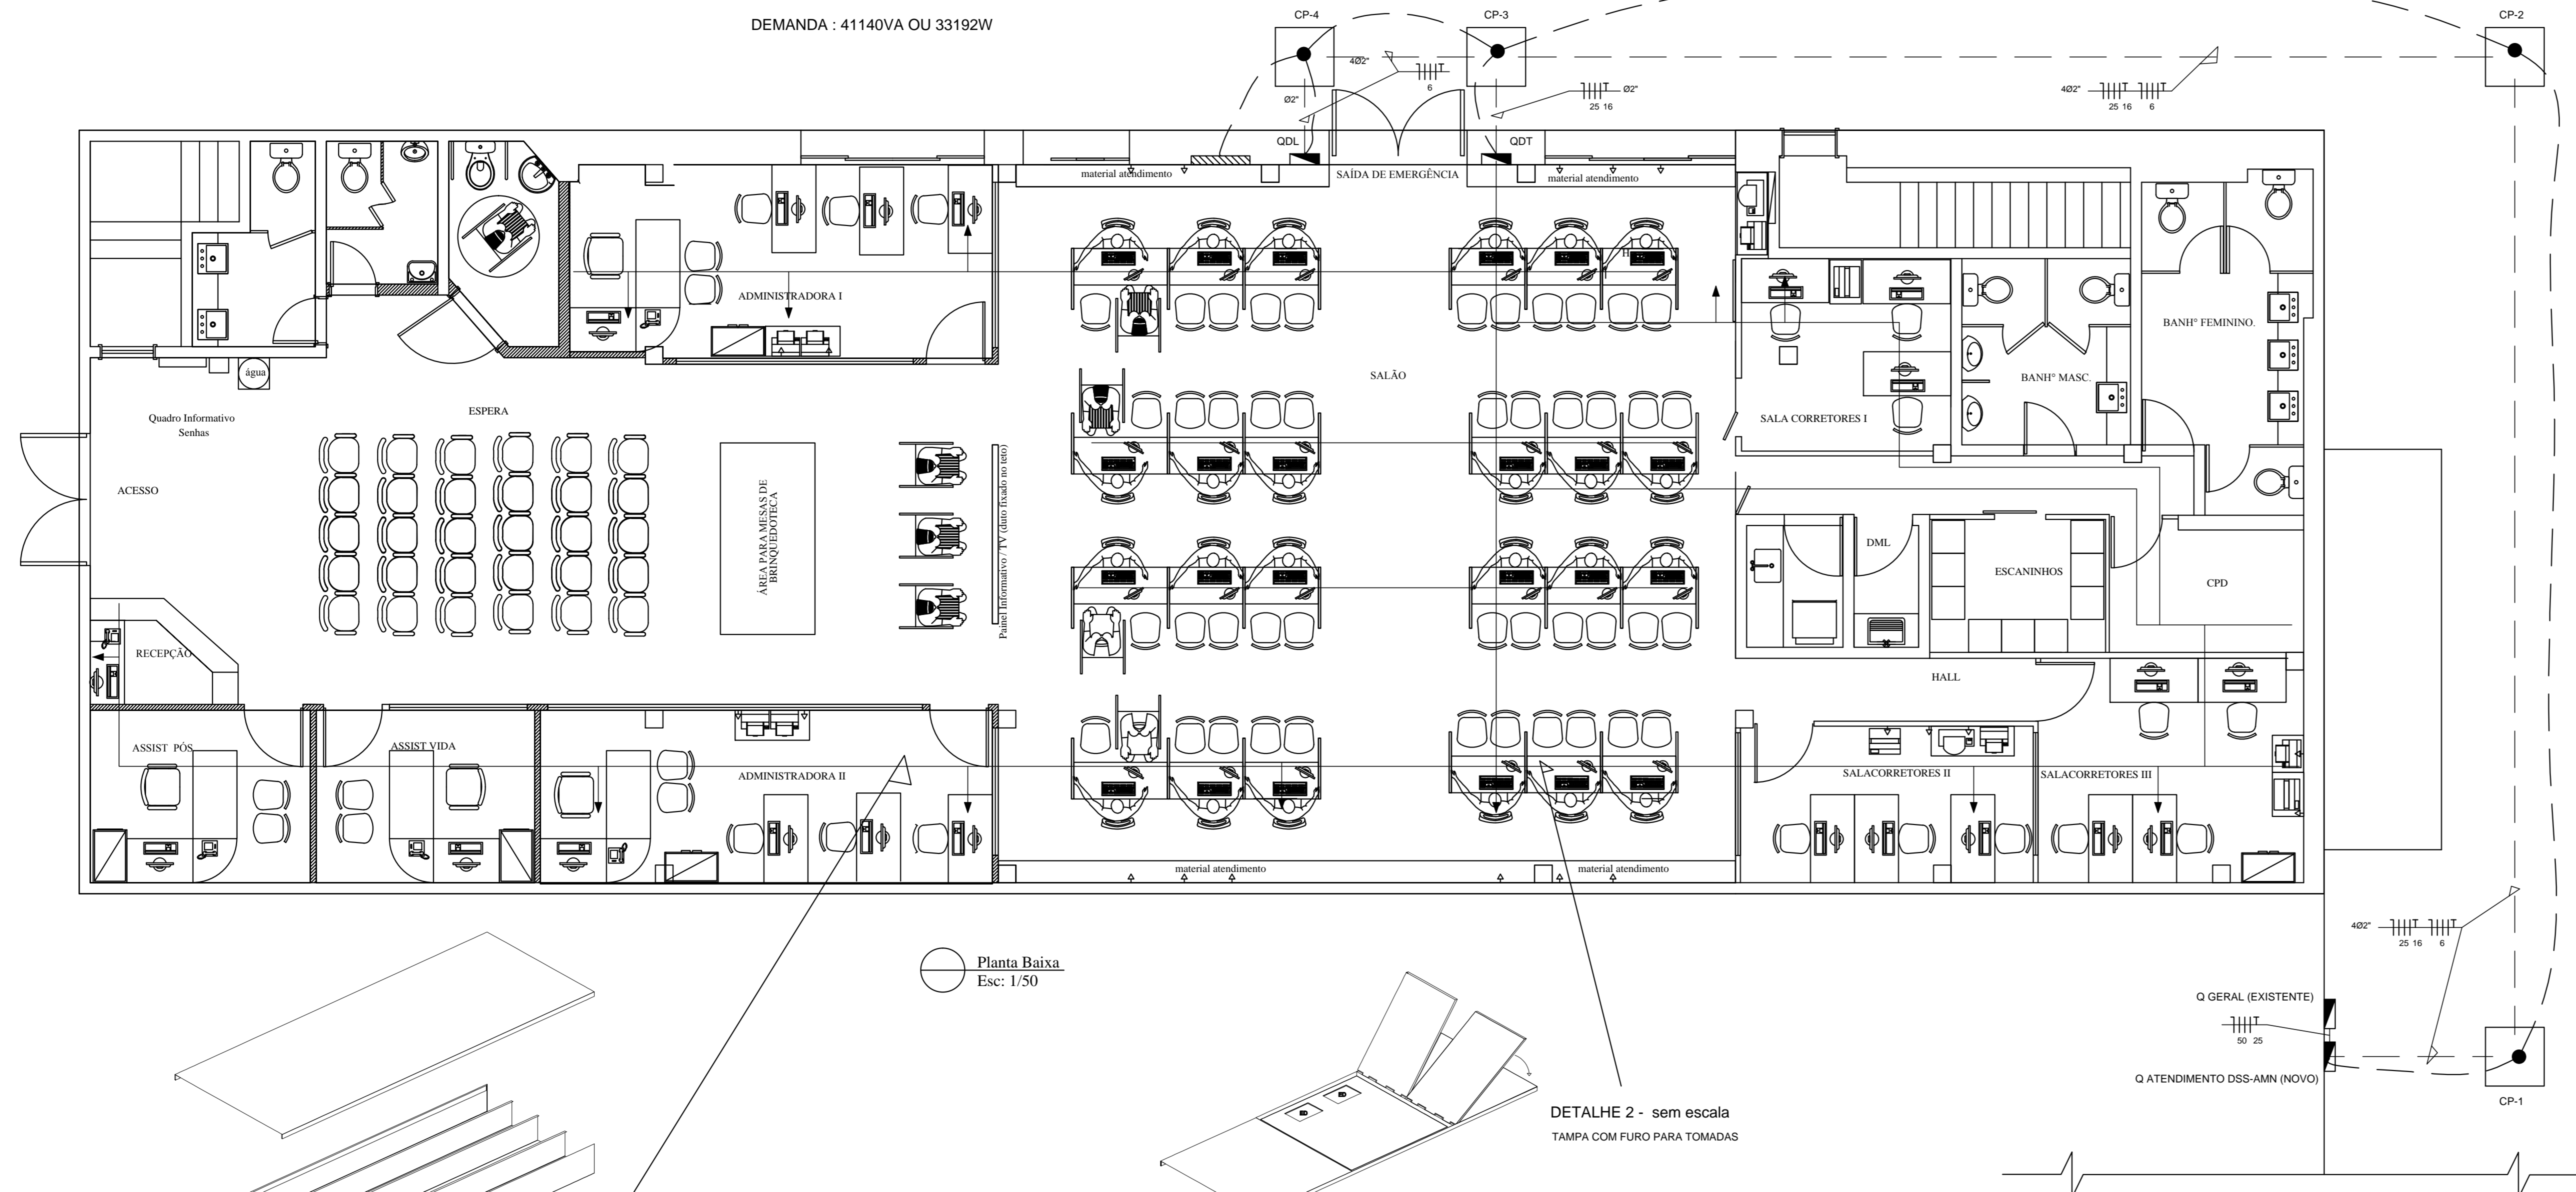 DEMANDA : 41140VA OU 33192W
CP-4
CP-3
CP-2
4Ø2"
6
Ø2"
25 16
Ø2"
4Ø2"
25 16
6
QDL
QDT
material atendimento
SAÍDA DE EMERGÊNCIA
material atendimento
ADMINISTRADORA I
H
água
Quadro Informativo
Senhas
ESPERA
SALÃO
BANHº FEMININO.
BANHº MASC.
SALA CORRETORES I
ACESSO
ÁREA PARA MESAS DE
BRINQUEDOTECA
Painel Informativo / TV (duto fixado no teto)
DML
ESCANINHOS
CPD
RECEPÇÃO
HALL
ASSIST PÓS
ASSIST VIDA
ADMINISTRADORA II
SALACORRETORES II
SALACORRETORES III
material atendimento
material atendimento
4Ø2"
25 16
6
Planta Baixa
Esc: 1/50
Q GERAL (EXISTENTE)
50 25
Q ATENDIMENTO DSS-AMN (NOVO)
CP-1
DETALHE 2 - sem escala
TAMPA COM FURO PARA TOMADAS